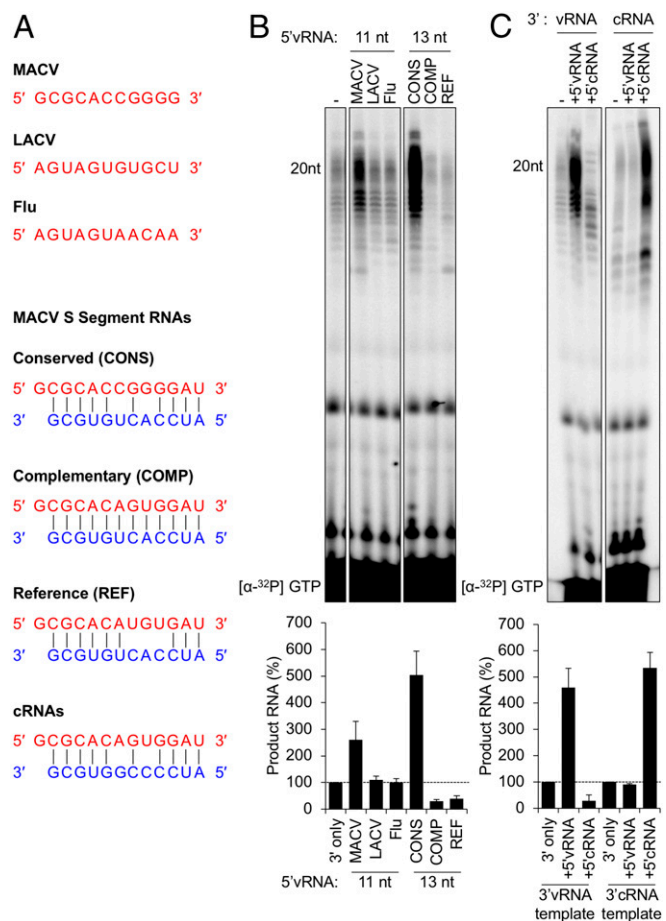 A
MACV
5' GCGCACCGGGG 3'
LACV
5' AGUAGUGUGCU 3'
Flu
5' AGUAGUAACAA 3'
MACV S Segment RNAs
Conserved (CONS)
5' GCGCACCGGGGAU 3'
3' GCGUGUCACCUA 5'
Complementary (COMP)
5' GCGCACAGUGGAU 3'
3' GCGUGUCACCUA 5'
Reference (REF)
5' GCGCACAUGUGAU 3'
3' GCGUGUCACCUA 5'
cRNAs
5' GCGCACAGUGGAU 3'
3' GCGUGGCCCCUA 5'
B
5'vRNA: 11 nt 13 nt
- MACV LACV Flu CONS COMP REF
20nt
[α-³²P] GTP
Product RNA (%)
600
500
400
300
200
100
0
3' only MACV LACV Flu CONS COMP REF
5'vRNA: 11 nt 13 nt
C
3' : vRNA cRNA
- +5'vRNA +5'cRNA - +5'vRNA +5'cRNA
20nt
[α-³²P] GTP
Product RNA (%)
700
600
500
400
300
200
100
0
3' only +5'vRNA +5'cRNA 3' only +5'vRNA +5'cRNA
3'vRNA 3'cRNA
template template